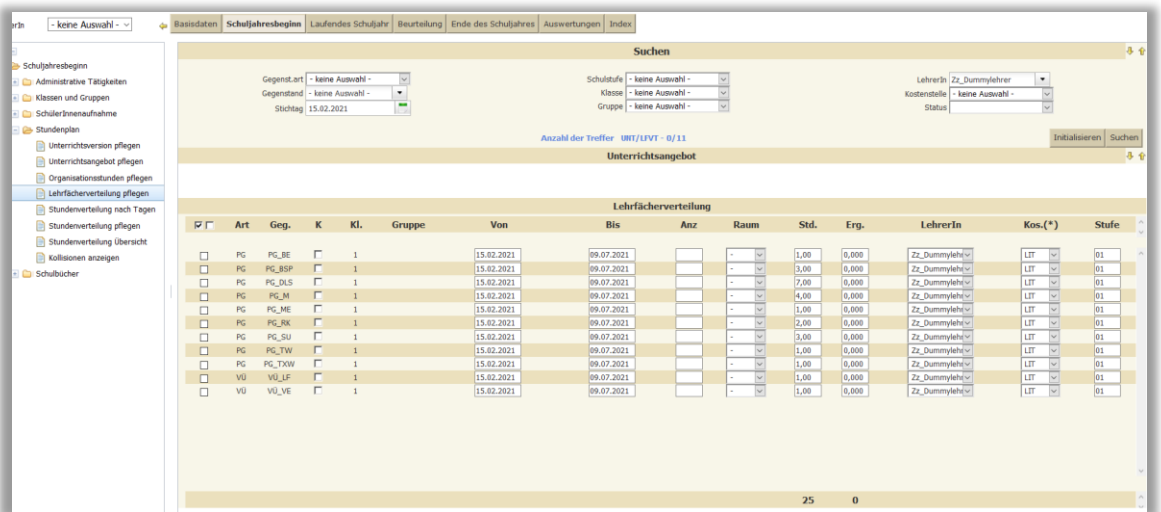 erIn - keine Auswahl - Basisdaten Schuljahresbeginn Laufendes Schuljahr Beurteilung Ende des Schuljahres Auswertungen Index
Schuljahresbeginn
Administrative Tätigkeiten
Klassen und Gruppen
SchülerInnenaufnahme
Stundenplan
Unterrichtsversion pflegen
Unterrichtsangebot pflegen
Organisationsstunden pflegen
Lehrfächerverteilung pflegen
Stundenverteilung nach Tagen
Stundenverteilung pflegen
Stundenverteilung Übersicht
Kollisionen anzeigen
Schulbücher
Suchen
Gegenst.art - keine Auswahl - Schulstufe - keine Auswahl - LehrerIn Zz_Dummylehrer
Gegenstand - keine Auswahl - Klasse - keine Auswahl - Kostenstelle - keine Auswahl -
Stichtag 15.02.2021 Gruppe - keine Auswahl - Status
Anzahl der Treffer UNT/LFVT - 0/11 Initialisieren Suchen
Unterrichtsangebot
Lehrfächerverteilung
Art Geg. K Kl. Gruppe Von Bis Anz Raum Std. Erg. LehrerIn Kos.(*) Stufe
PG PG_BE 1 15.02.2021 09.07.2021 - 1,00 0,000 Zz_Dummylehr LIT 01
PG PG_BSP 1 15.02.2021 09.07.2021 - 3,00 0,000 Zz_Dummylehr LIT 01
PG PG_DLS 1 15.02.2021 09.07.2021 - 7,00 0,000 Zz_Dummylehr LIT 01
PG PG_M 1 15.02.2021 09.07.2021 - 4,00 0,000 Zz_Dummylehr LIT 01
PG PG_ME 1 15.02.2021 09.07.2021 - 1,00 0,000 Zz_Dummylehr LIT 01
PG PG_RK 1 15.02.2021 09.07.2021 - 2,00 0,000 Zz_Dummylehr LIT 01
PG PG_SU 1 15.02.2021 09.07.2021 - 3,00 0,000 Zz_Dummylehr LIT 01
PG PG_TW 1 15.02.2021 09.07.2021 - 1,00 0,000 Zz_Dummylehr LIT 01
PG PG_TXW 1 15.02.2021 09.07.2021 - 1,00 0,000 Zz_Dummylehr LIT 01
VÜ VÜ_LF 1 15.02.2021 09.07.2021 - 1,00 0,000 Zz_Dummylehr LIT 01
VÜ VÜ_VE 1 15.02.2021 09.07.2021 - 1,00 0,000 Zz_Dummylehr LIT 01
25 0